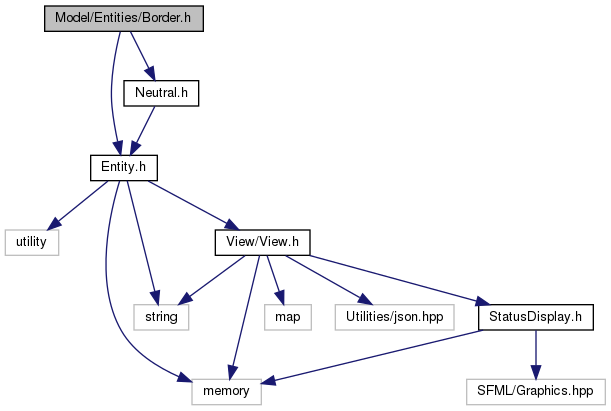 Model/Entities/Border.h
Neutral.h
Entity.h
utility
View/View.h
string
map
Utilities/json.hpp
StatusDisplay.h
memory
SFML/Graphics.hpp